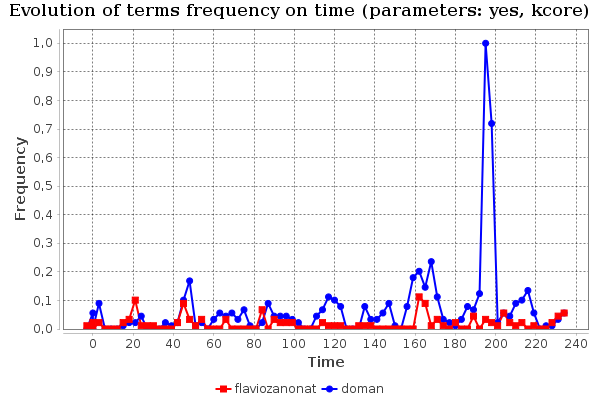 Evolution of terms frequency on time (parameters: yes, kcore)
1,0
0,9
0,8
0,7
0,6
0,5
0,4
0,3
0,2
0,1
0,0
Frequency
0 20 40 60 80 100 120 140 160 180 200 220 240
Time
flaviozanonat doman